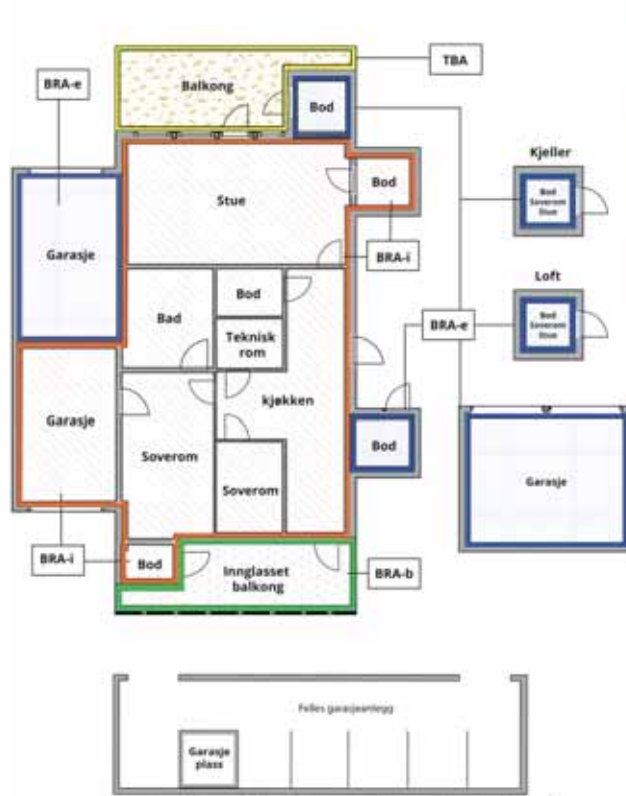 TBA
BRA-e
Balkong
Bod
Kjeller
Bod
Soverom
Stue
Stue
Bod
Garasje
BRA-i
Loft
Bod
Soverom
Stue
Bod
Bad
Teknisk
rom
BRA-e
kjøkken
Garasje
Bod
Soverom
Soverom
Garasje
BRA-i
Bod
Innglasset
balkong
BRA-b
Felles garasjeanlegg
Garasje
plass